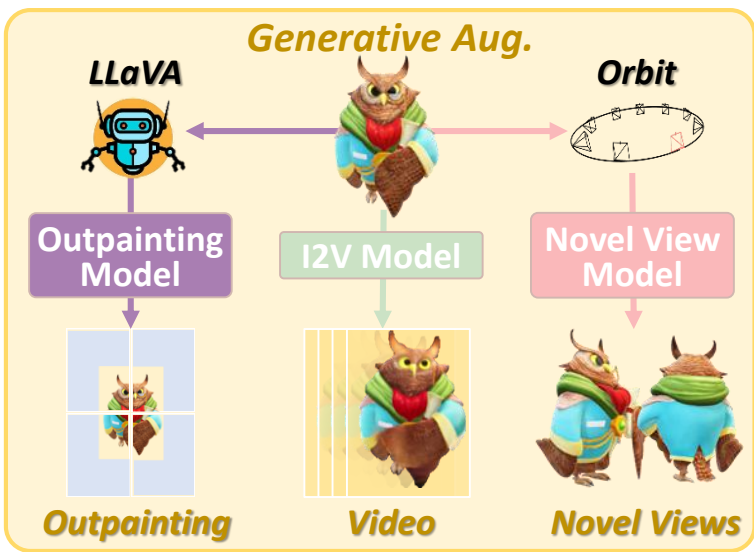 Generative Aug.
LLaVA
Orbit
Outpainting
Model
I2V Model
Novel View
Model
Outpainting
Video
Novel Views